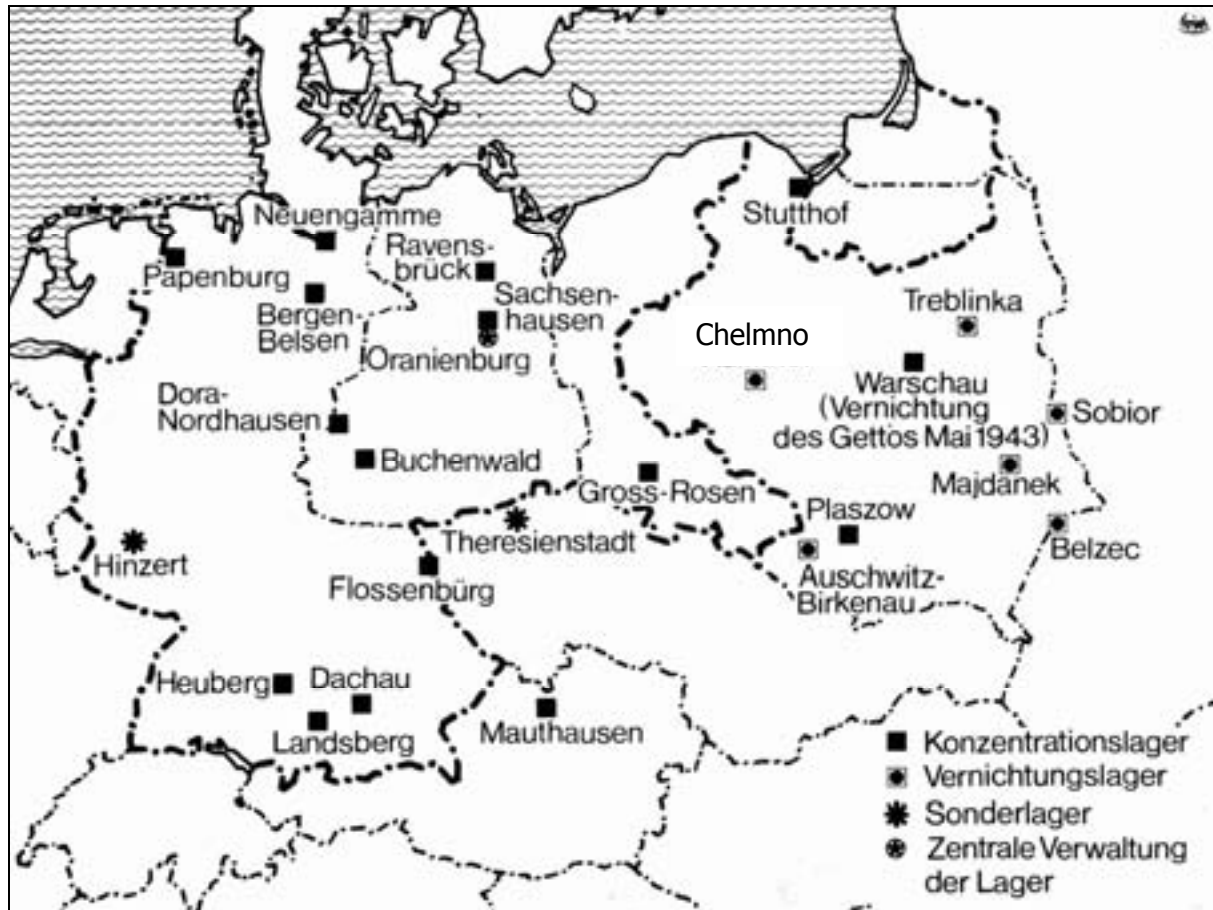 Neuengamme
Papenburg
Bergen-
Belsen
Ravens-
brück
Sachsen-
hausen
Oranienburg
Stutthof
Treblinka
Chelmno
Warschau
(Vernichtung
des Gettos Mai 1943)
Sobior
Majdanek
Belzec
Dora-
Nordhausen
Buchenwald
Gross-Rosen
Plaszow
Auschwitz-
Birkenau
Hinzert
Theresienstadt
Flossenbürg
Heuberg
Dachau
Landsberg
Mauthausen
Konzentrationslager
Vernichtungslager
Sonderlager
Zentrale Verwaltung
der Lager